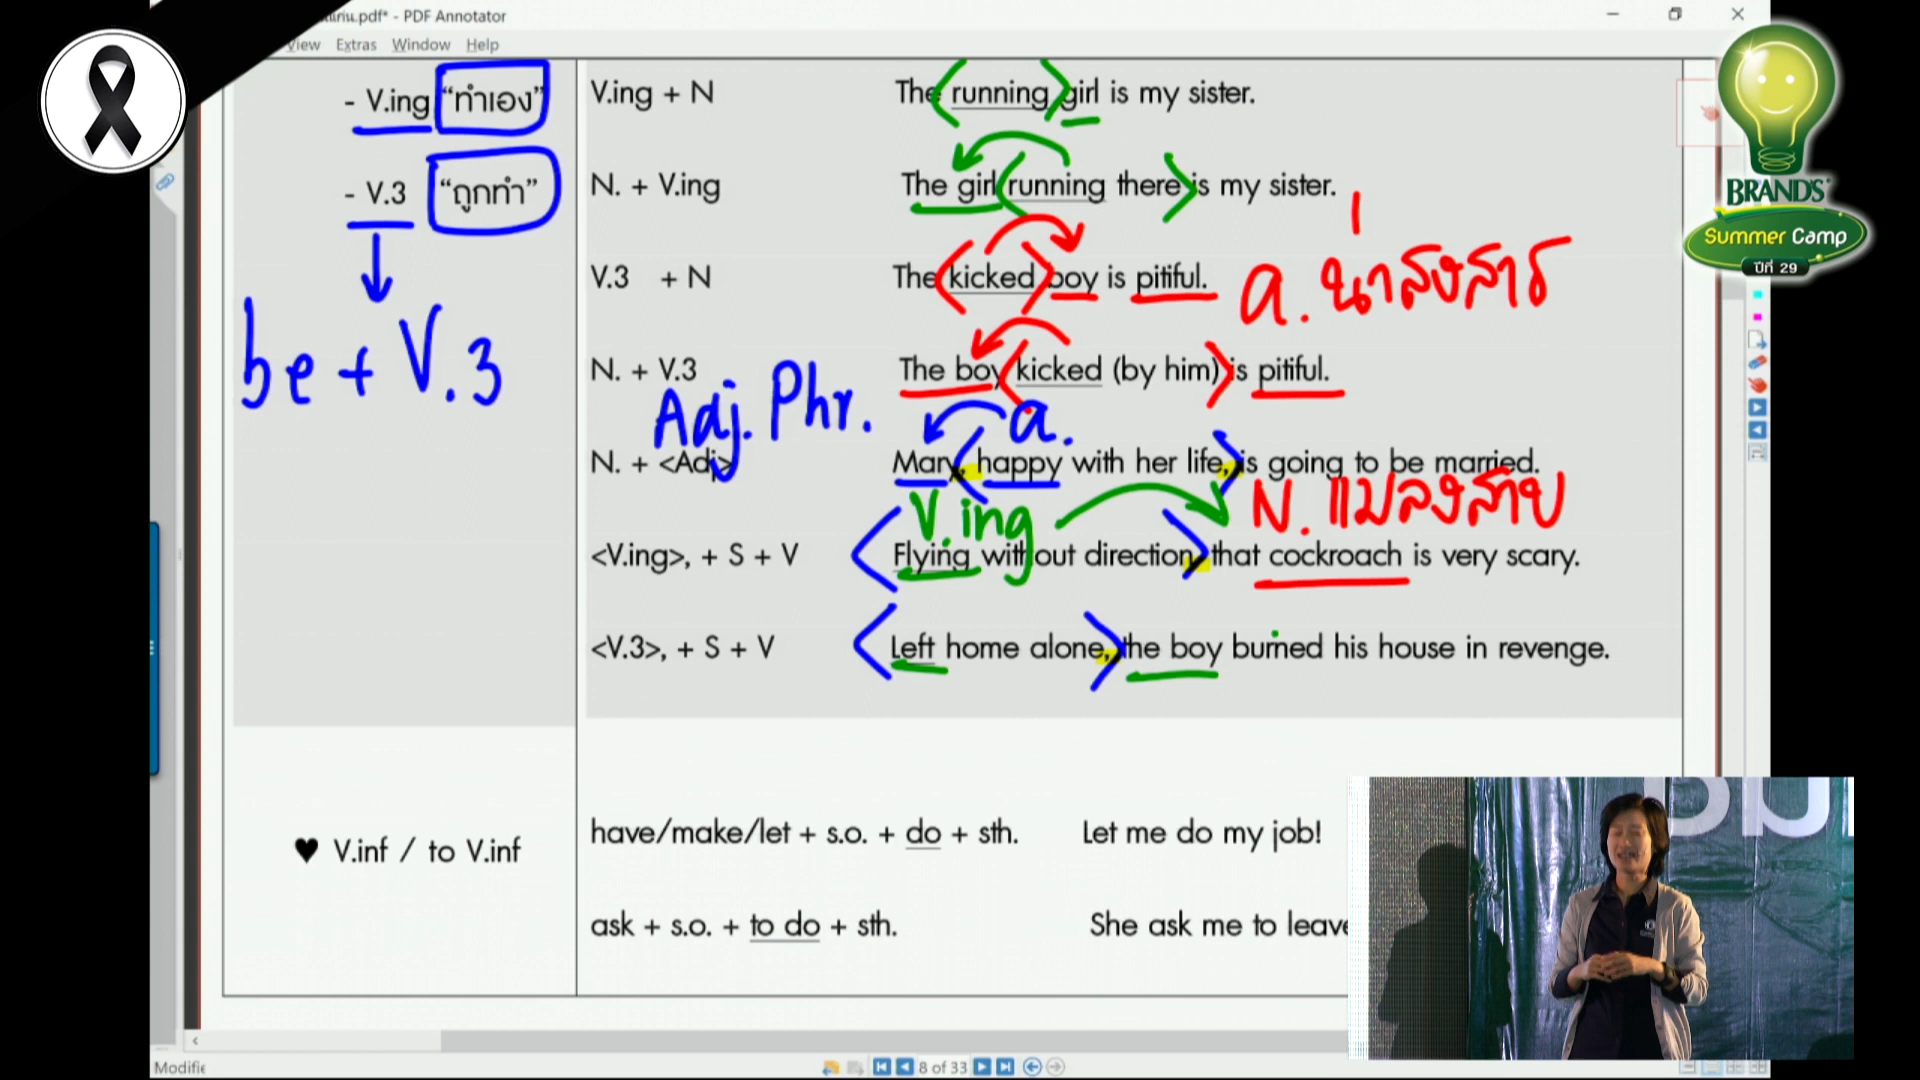 .pdf* - PDF Annotator
View Extras Window Help
- V.ing "ทำเอง"
V.ing + N
The running girl is my sister.
- V.3 "ถูกทำ"
N. + V.ing
The girl running there is my sister.
BRAND'S
Summer Camp
ปีที่ 29
V.3 + N
The kicked boy is pitiful.
a. น่าสงสาร
be + V.3
N. + V.3
The boy kicked (by him) is pitiful.
Adj. Phr.
a.
N. + <Adj>
Mary, happy with her life, is going to be married.
V.ing
N. แมลงสาบ
<V.ing>, + S + V
Flying without direction, that cockroach is very scary.
<V.3>, + S + V
Left home alone, the boy burned his house in revenge.
♥ V.inf / to V.inf
have/make/let + s.o. + do + sth.
Let me do my job!
ask + s.o. + to do + sth.
She ask me to leave
8 of 33